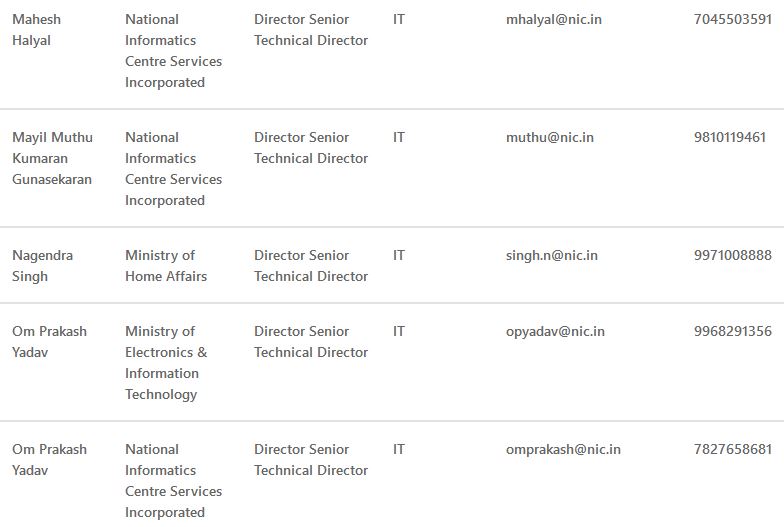 Mahesh Halyal National Informatics Centre Services Incorporated Director Senior Technical Director IT mhalyal@nic.in 7045503591
Mayil Muthu Kumaran Gunasekaran National Informatics Centre Services Incorporated Director Senior Technical Director IT muthu@nic.in 9810119461
Nagendra Singh Ministry of Home Affairs Director Senior Technical Director IT singh.n@nic.in 9971008888
Om Prakash Yadav Ministry of Electronics & Information Technology Director Senior Technical Director IT opyadav@nic.in 9968291356
Om Prakash Yadav National Informatics Centre Services Incorporated Director Senior Technical Director IT omprakash@nic.in 7827658681